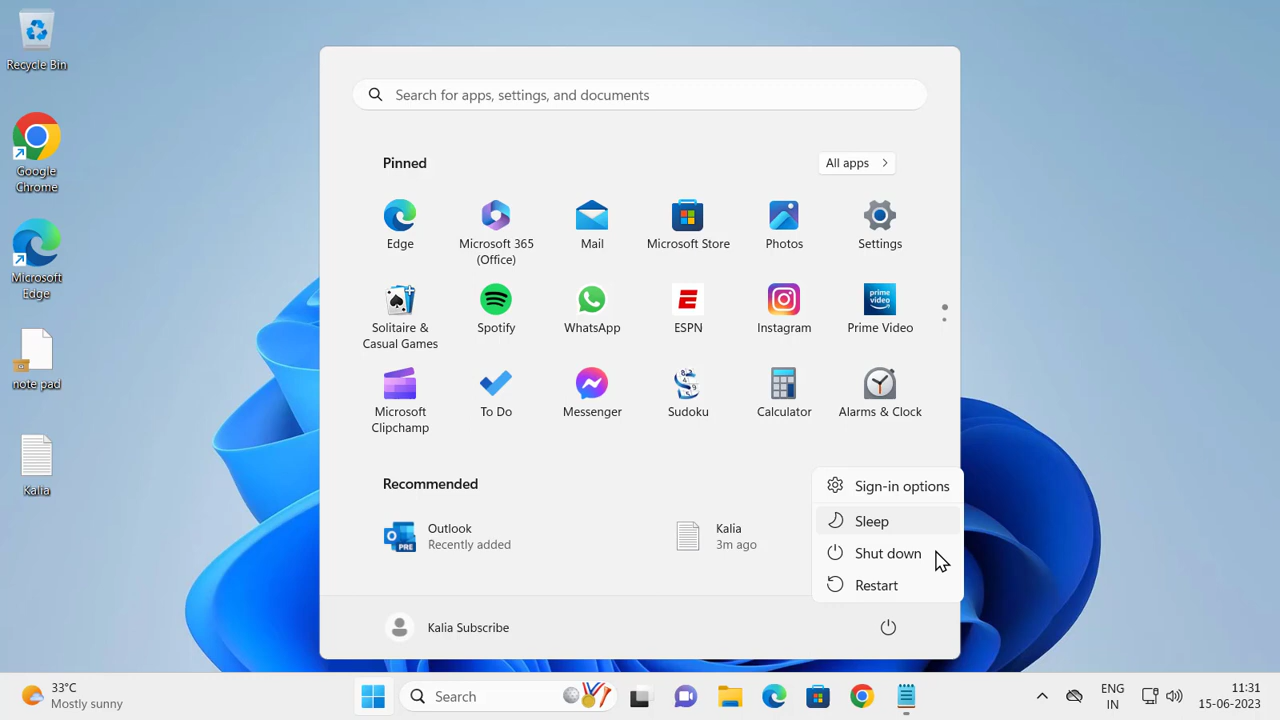 Recycle Bin
Google
Chrome
Microsoft
Edge
note pad
Kalia
Search for apps, settings, and documents
Pinned
All apps
Edge
Microsoft 365
(Office)
Mail
Microsoft Store
Photos
Settings
Solitaire &
Casual Games
Spotify
WhatsApp
ESPN
Instagram
prime
video
Prime Video
Microsoft
Clipchamp
To Do
Messenger
Sudoku
Calculator
Alarms & Clock
Recommended
PRE
Outlook
Recently added
Kalia
3m ago
Sign-in options
Sleep
Shut down
Restart
Kalia Subscribe
33°C
Mostly sunny
Search
ENG
IN
11:31
15-06-2023